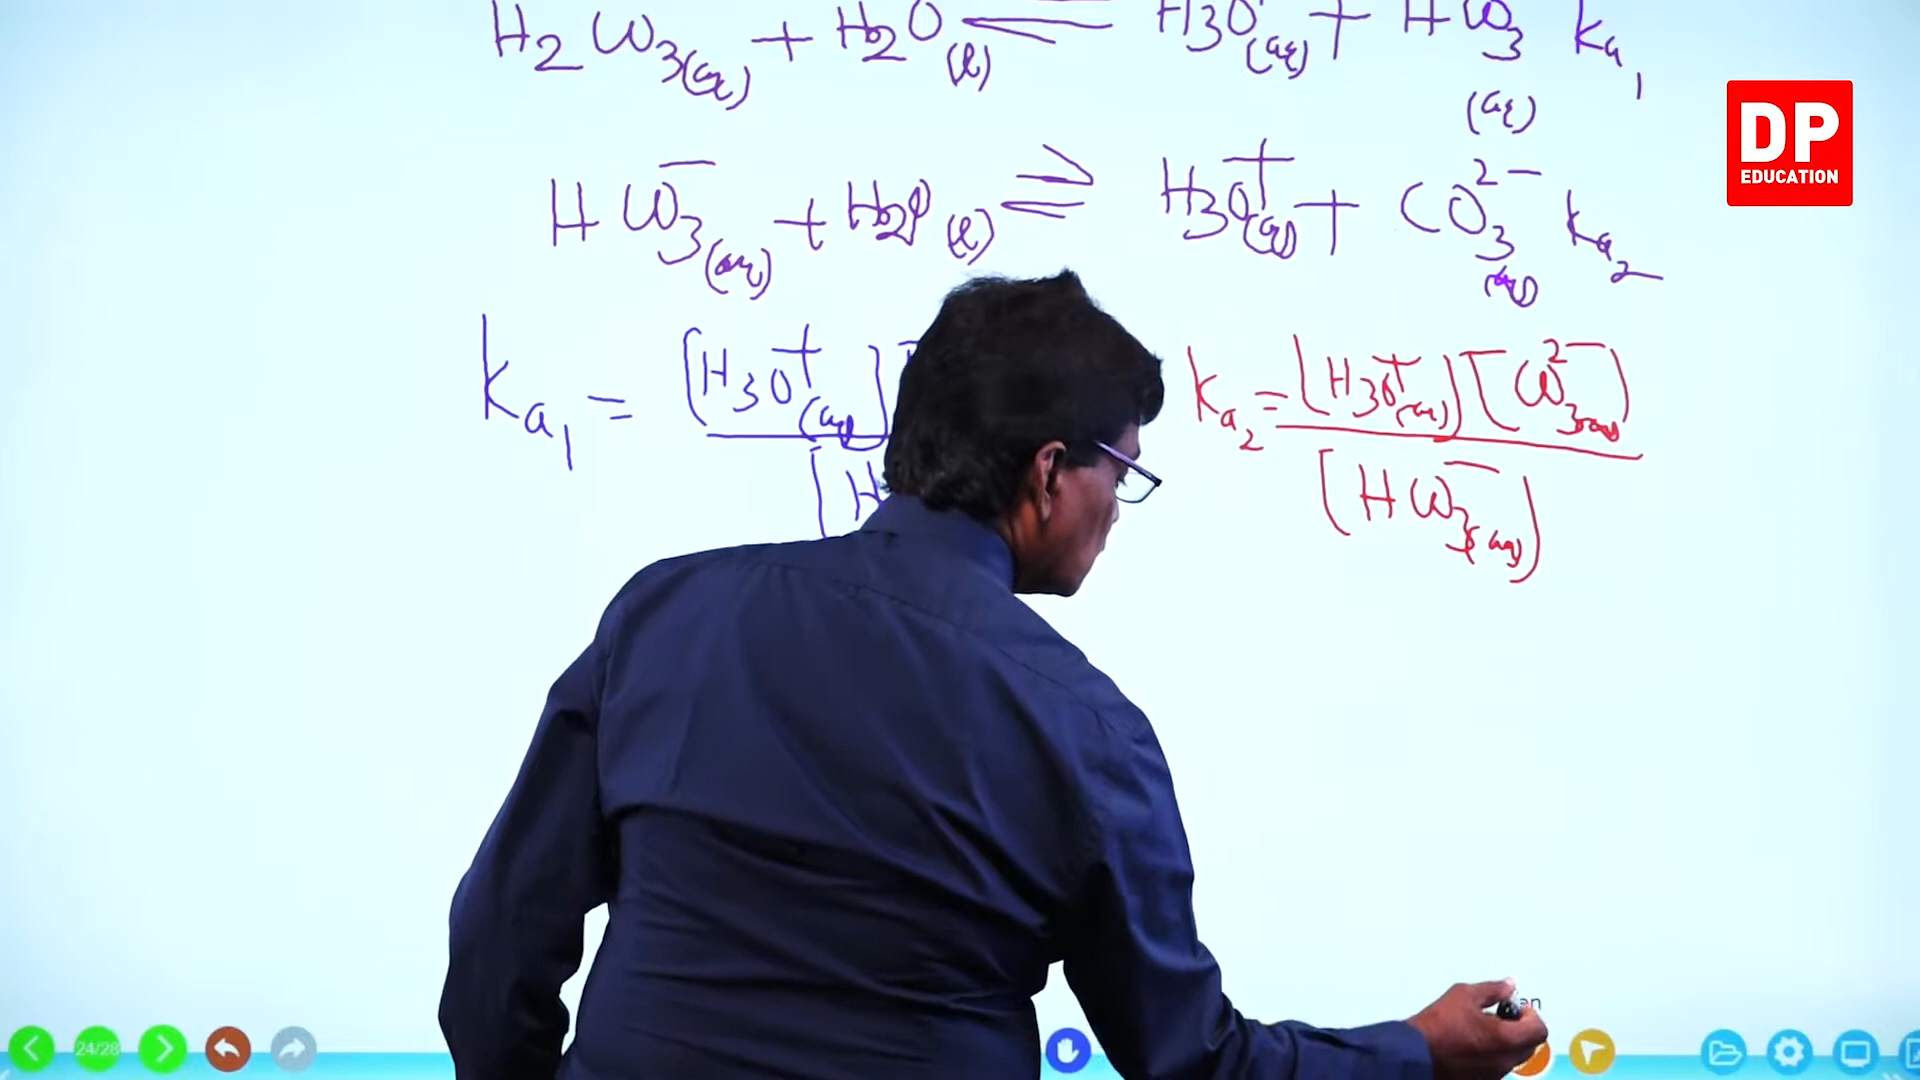 H2CO3(aq) + H2O(l) ⇌ H3O+(aq) + HCO3 (aq) Ka1
DP
EDUCATION
HCO3-(aq) + H2O(l) ⇌ H3O+(aq) + CO3 2-(aq) Ka2
Ka1 = [H3O+(aq)]
[H
Ka2 = [H3O+(aq)] [CO3 2-(aq)]
[HCO3-(aq)]
24/28